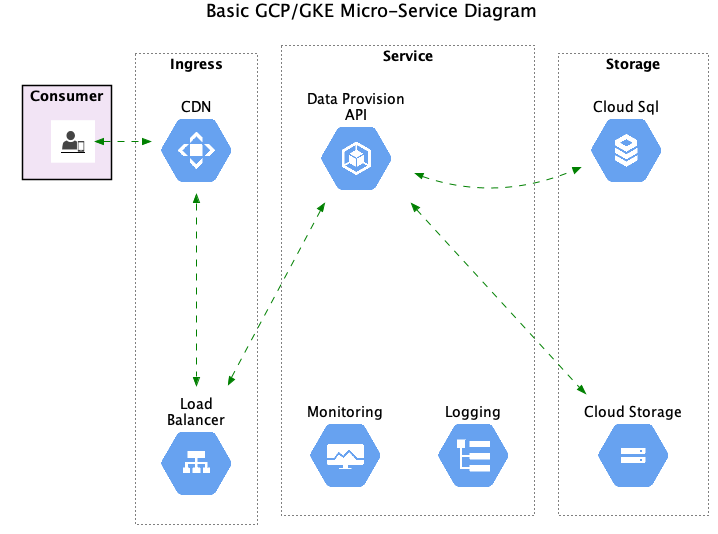 Basic GCP/GKE Micro-Service Diagram
Consumer
Ingress
CDN
Load
Balancer
Service
Data Provision
API
Monitoring
Logging
Storage
Cloud Sql
Cloud Storage